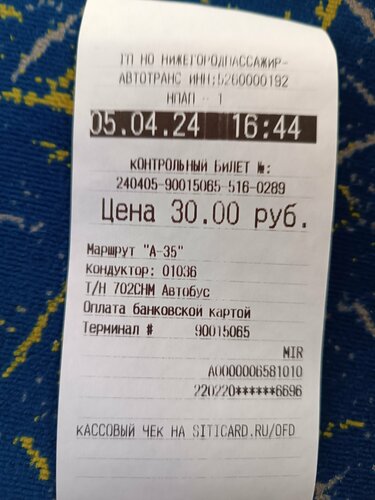 ГП НО НИЖЕГОРОДПАССАЖИР-
АВТОТРАНС ИНН:5260000192
НПАП - 1
05.04.24 16:44
КОНТРОЛЬНЫЙ БИЛЕТ №:
240405-90015065-516-0289
Цена 30.00 руб.
Маршрут "А-35"
Кондуктор: 01036
Т/Н 702СНМ Автобус
Оплата банковской картой
Терминал # 90015065
MIR
A0000006581010
220220******6696
КАССОВЫЙ ЧЕК НА SITICARD.RU/OFD